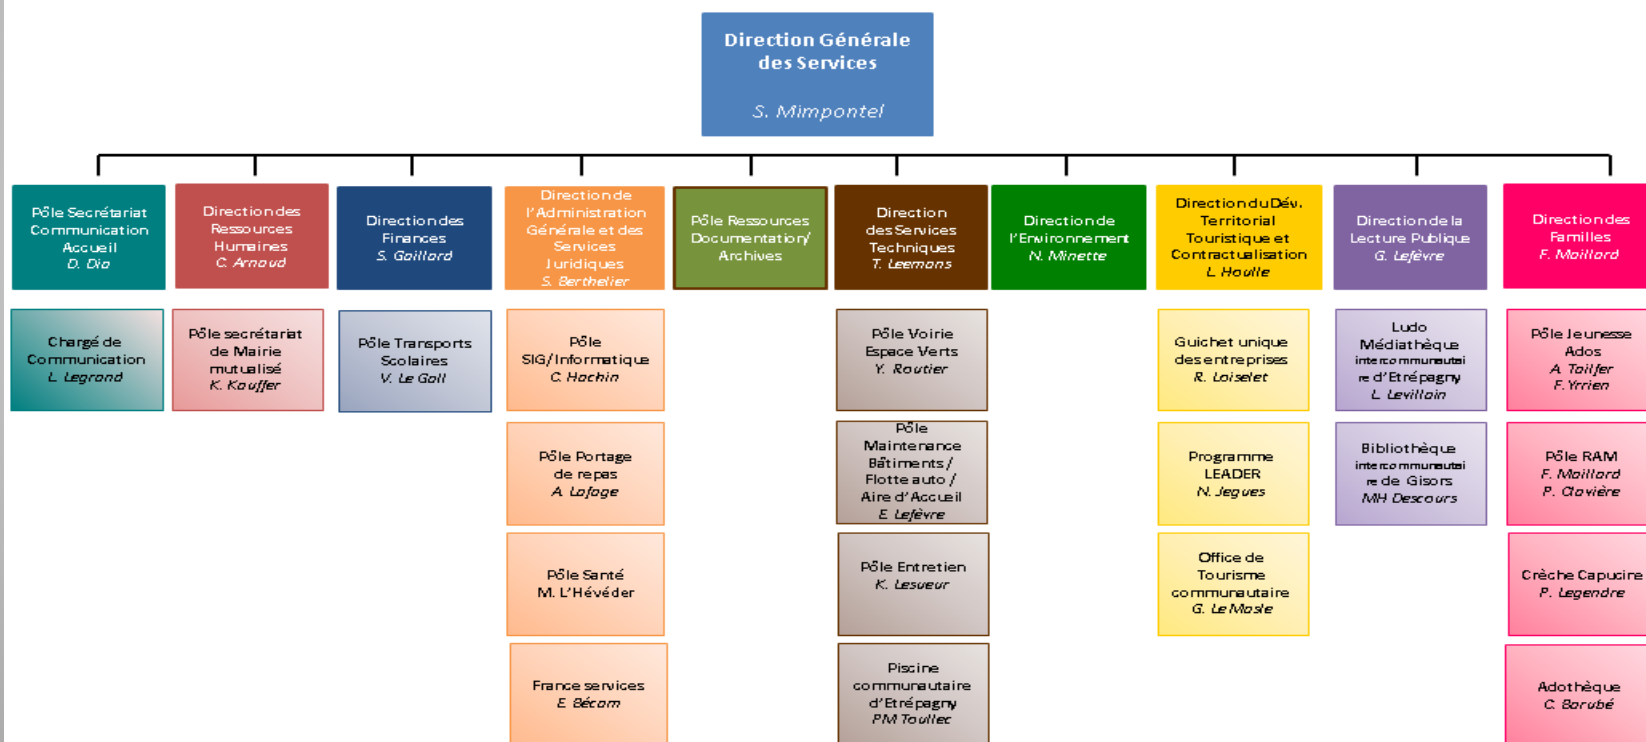 Direction Générale
des Services
S. Mimpontel
Pôle Secrétariat
Communication
Accueil
D. Dia
Direction des
Ressources
Humaines
C. Arnaud
Direction des
Finances
S. Gaillard
Direction de
l'Administration
Générale et des
Services
Juridiques
S. Berthelier
Pôle Ressources
Documentation/
Archives
Direction
des Services
Techniques
T. Leemans
Direction de
l'Environnement
N. Minette
Direction du Dév.
Territorial
Touristique et
Contractualisation
L. Houlle
Direction de la
Lecture Publique
G. Lefèvre
Direction des
Familles
F. Maillard
Chargé de
Communication
L. Legrand
Pôle secrétariat
de Mairie
mutualisé
K. Kauffer
Pôle Transports
Scolaires
V. Le Gall
Pôle
SIG/Informatique
C. Hochin
Pôle Voirie
Espace Verts
Y. Routier
Guichet unique
des entreprises
R. Loiselet
Ludo
Médiathèque
intercommunautai
re d'Etrépagny
L. Levillain
Pôle Jeunesse
Ados
A. Tailfer
F. Yrrien
Pôle Portage
de repas
A. Lafage
Pôle
Maintenance
Bâtiments /
Flotte auto /
Aire d'Accueil
E. Lefèvre
Programme
LEADER
N. Jegues
Bibliothèque
intercommunautai
re de Gisors
MH Descours
Pôle RAM
F. Maillard
P. Clavière
Pôle Santé
M. L'Hévéder
Pôle Entretien
K. Lesueur
Office de
Tourisme
communautaire
G. Le Masle
Crèche Capucine
P. Legendre
France services
E. Bécam
Piscine
communautaire
d'Etrépagny
PM Toullec
Adothèque
C. Barubé